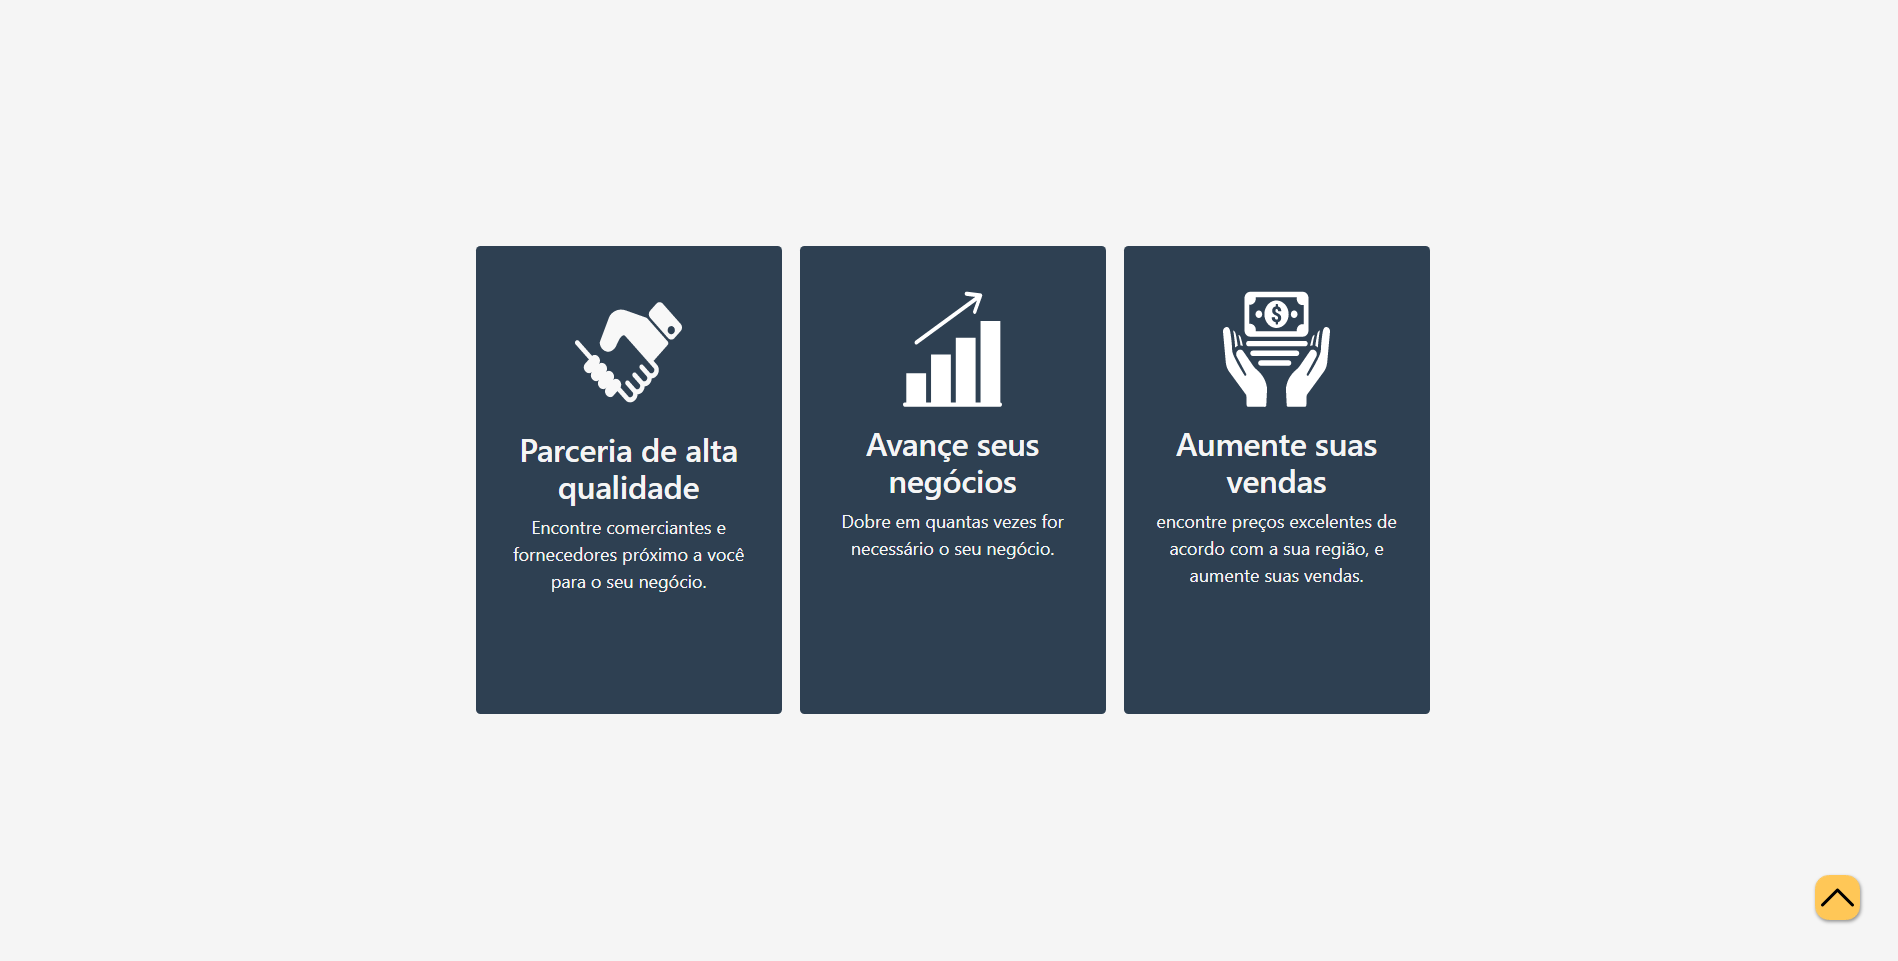 Parceria de alta
qualidade
Encontre comerciantes e
fornecedores próximo a você
para o seu negócio.
Avançe seus
negócios
Dobre em quantas vezes for
necessário o seu negócio.
$
Aumente suas
vendas
encontre preços excelentes de
acordo com a sua região, e
aumente suas vendas.